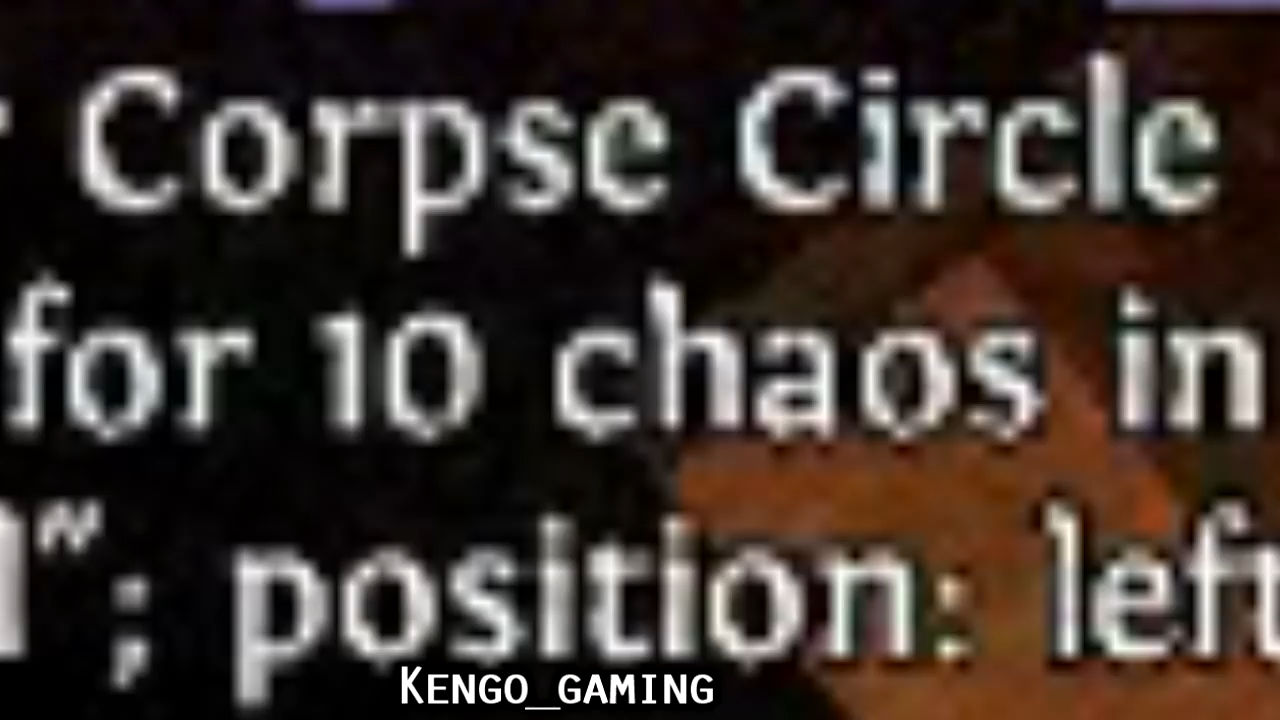 Corpse Circle
for 10 chaos in
"; position: left
KENGO_GAMING